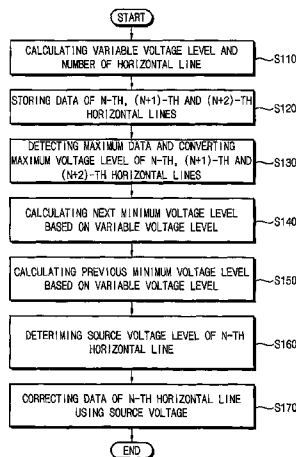 START
CALCULATING VARIABLE VOLTAGE LEVEL AND
NUMBER OF HORIZONTAL LINE
S110
STORING DATA OF N-TH, (N+1)-TH AND (N+2)-TH
HORIZONTAL LINES
S120
DETECTING MAXIMUM DATA AND CONVERTING
MAXIMUM VOLTAGE LEVEL OF N-TH, (N+1)-TH AND
(N+2)-TH HORIZONTAL LINES
S130
CALCULATING NEXT MINIMUM VOLTAGE LEVEL
BASED ON VARIABLE VOLTAGE LEVEL
S140
CALCULATING PREVIOUS MINIMUM VOLTAGE LEVEL
BASED ON VARIABLE VOLTAGE LEVEL
S150
DETERIMING SOURCE VOLTAGE LEVEL OF N-TH
HORIZONTAL LINE
S160
CORRECTING DATA OF N-TH HORIZONTAL LINE
USING SOURCE VOLTAGE
S170
END